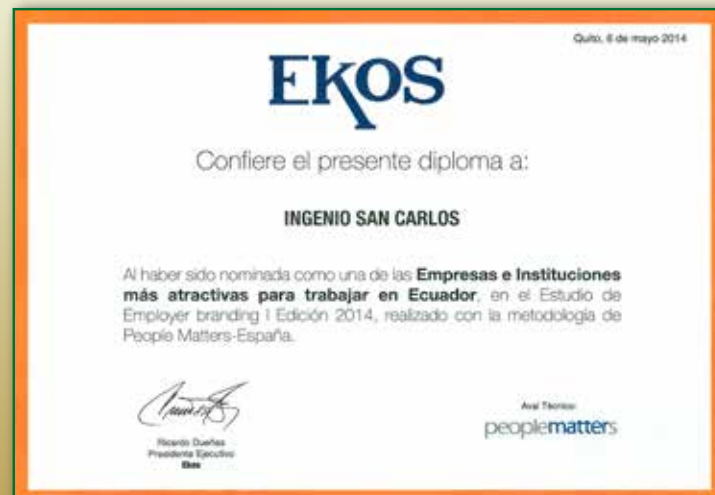 Quito, 6 de mayo 2014
EKOS
Confiere el presente diploma a:
INGENIO SAN CARLOS
Al haber sido nominada como una de las Empresas e Instituciones
más atractivas para trabajar en Ecuador, en el Estudio de
Employer branding I Edición 2014, realizado con la metodología de
People Matters-España.
Ricardo Dueñas
Presidente Ejecutivo
Ekos
Aval Técnico:
peoplematters